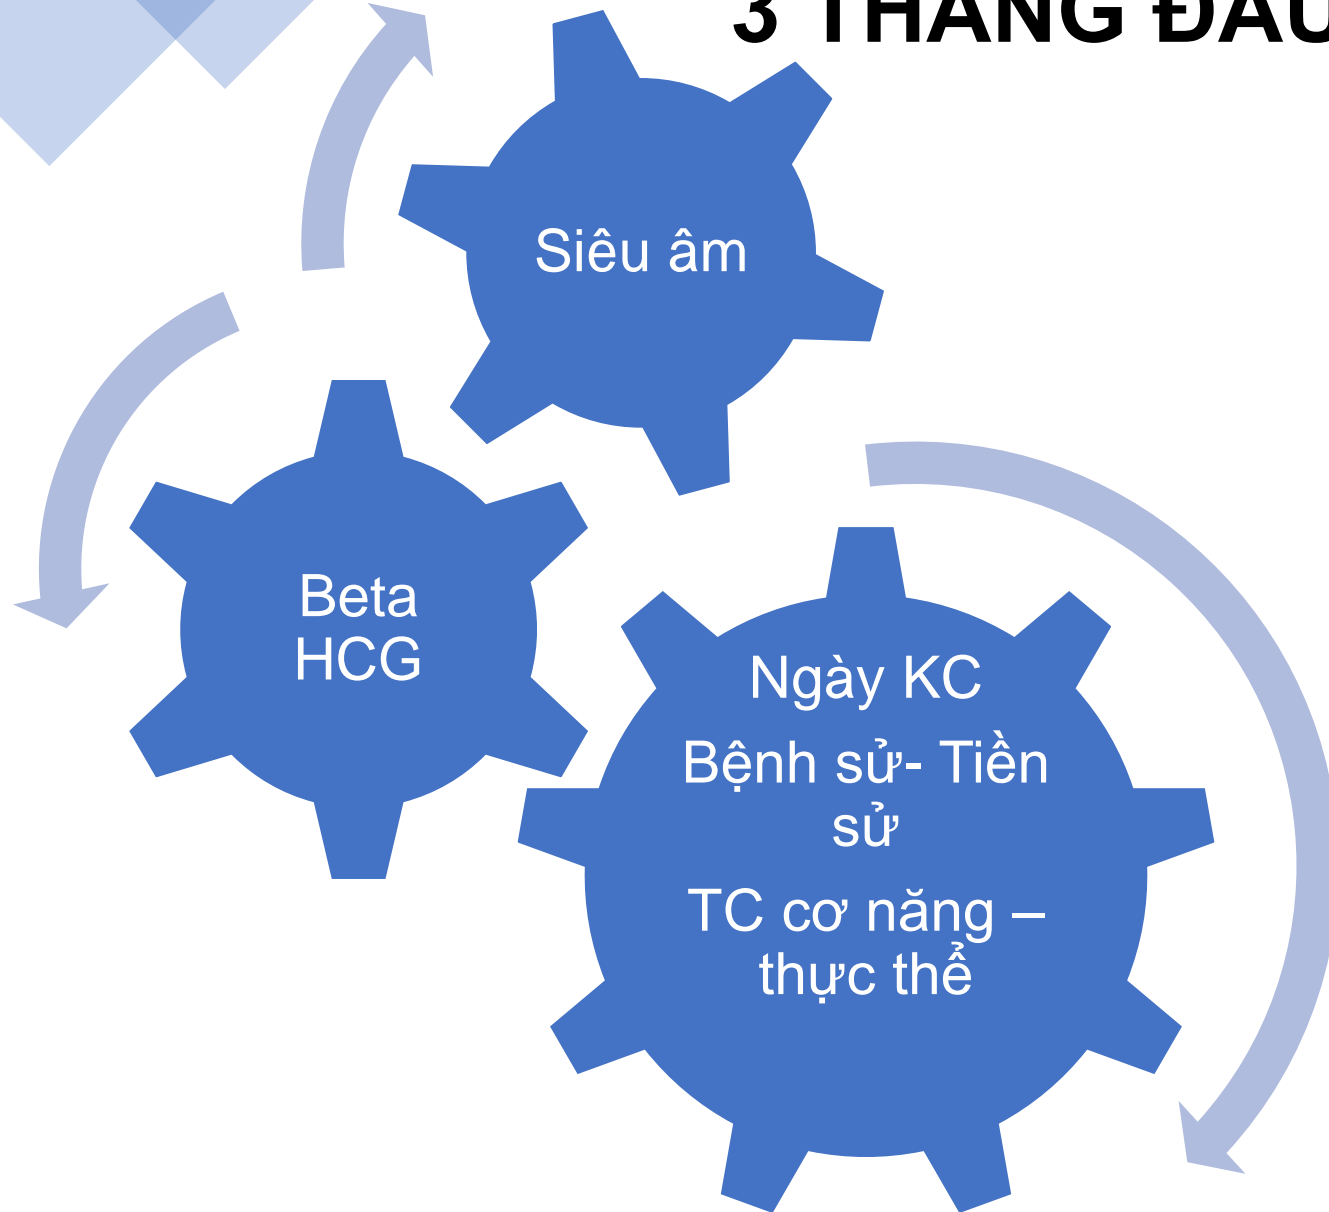 3 THÁNG ĐẦU
Siêu âm
Beta
HCG
Ngày KC
Bệnh sử- Tiền
sử
TC cơ năng –
thực thể